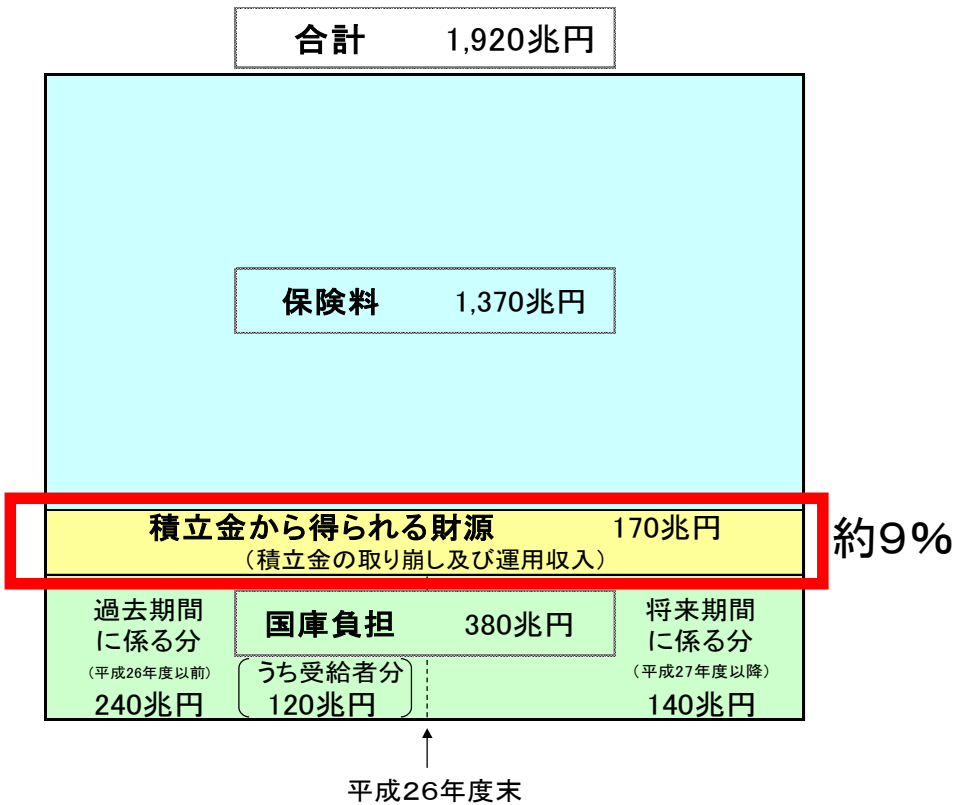 合計 1,920兆円
保険料 1,370兆円
積立金から得られる財源 170兆円
(積立金の取り崩し及び運用収入)
約9%
過去期間
に係る分
(平成26年度以前)
240兆円
国庫負担 380兆円
うち受給者分
120兆円
将来期間
に係る分
(平成27年度以降)
140兆円
平成26年度末